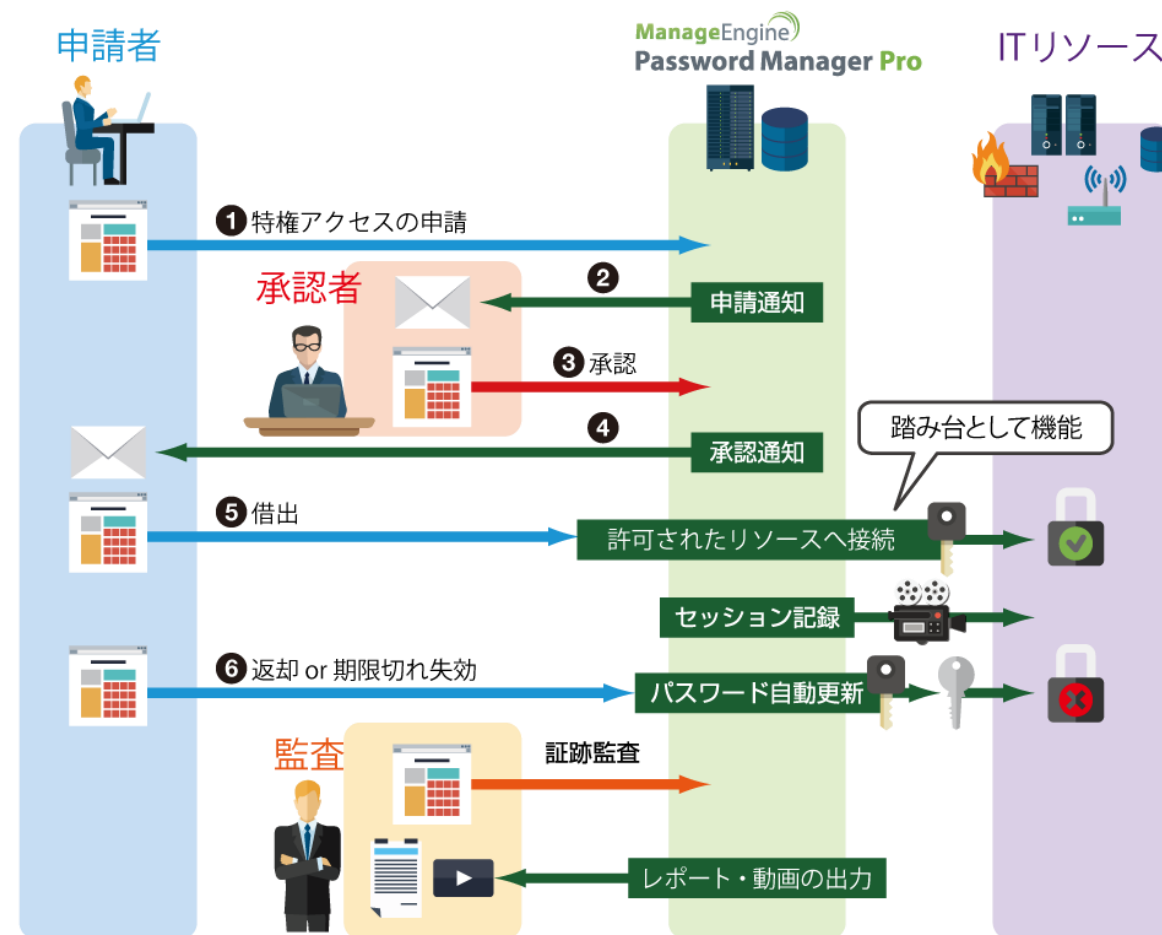 申請者
ManageEngine
Password Manager Pro
ITリソース
❶特権アクセスの申請
承認者
❷
申請通知
❸承認
❹
承認通知
踏み台として機能
❺借出
許可されたリソースへ接続
セッション記録
❻返却 or 期限切れ失効
パスワード自動更新
監査
証跡監査
レポート・動画の出力